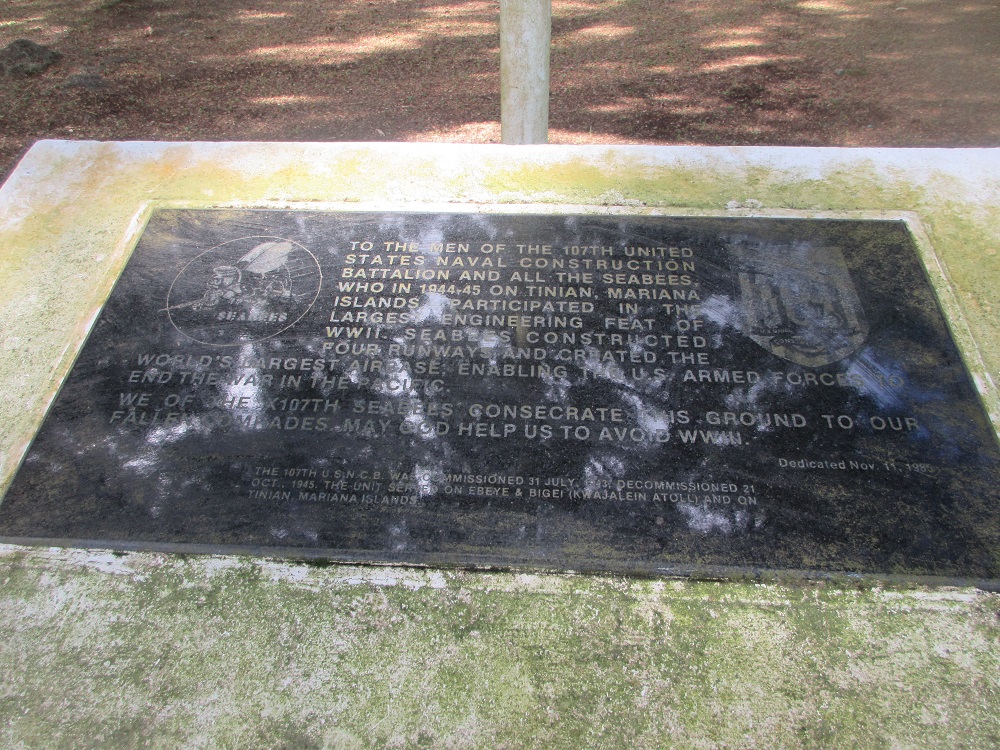 SEABEES
TO THE MEN OF THE 107TH UNITED
STATES NAVAL CONSTRUCTION
BATTALION AND ALL THE SEABEES,
WHO IN 1944-45 ON TINIAN, MARIANA
ISLANDS PARTICIPATED IN THE
LARGEST ENGINEERING FEAT OF
WWII. SEABEES CONSTRUCTED
FOUR RUNWAYS AND CREATED THE
WORLD'S LARGEST AIRBASE, ENABLING THE U.S. ARMED FORCES TO
END THE WAR IN THE PACIFIC.
WE OF THE 107TH SEABEES CONSECRATE THIS GROUND TO OUR
FALLEN COMRADES. MAY GOD HELP US TO AVOID WWIII.
Dedicated Nov. 11, 1985
THE 107TH U.S.N.C.B. WAS COMMISSIONED 31 JULY, DECOMMISSIONED 21
OCT., 1945. THE UNIT SERVED ON EBEYE & BIGEI (KWAJALEIN ATOLL) AND ON
TINIAN, MARIANA ISLANDS.